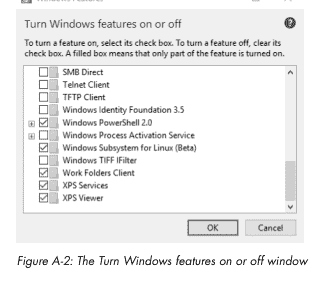 Turn Windows features on or off
To turn a feature on, select its check box. To turn a feature off, clear its
check box. A filled box means that only part of the feature is turned on.
SMB Direct
Telnet Client
TFTP Client
Windows Identity Foundation 3.5
Windows PowerShell 2.0
Windows Process Activation Service
Windows Subsystem for Linux (Beta)
Windows TIFF IFilter
Work Folders Client
XPS Services
XPS Viewer
OK Cancel
Figure A-2: The Turn Windows features on or off window